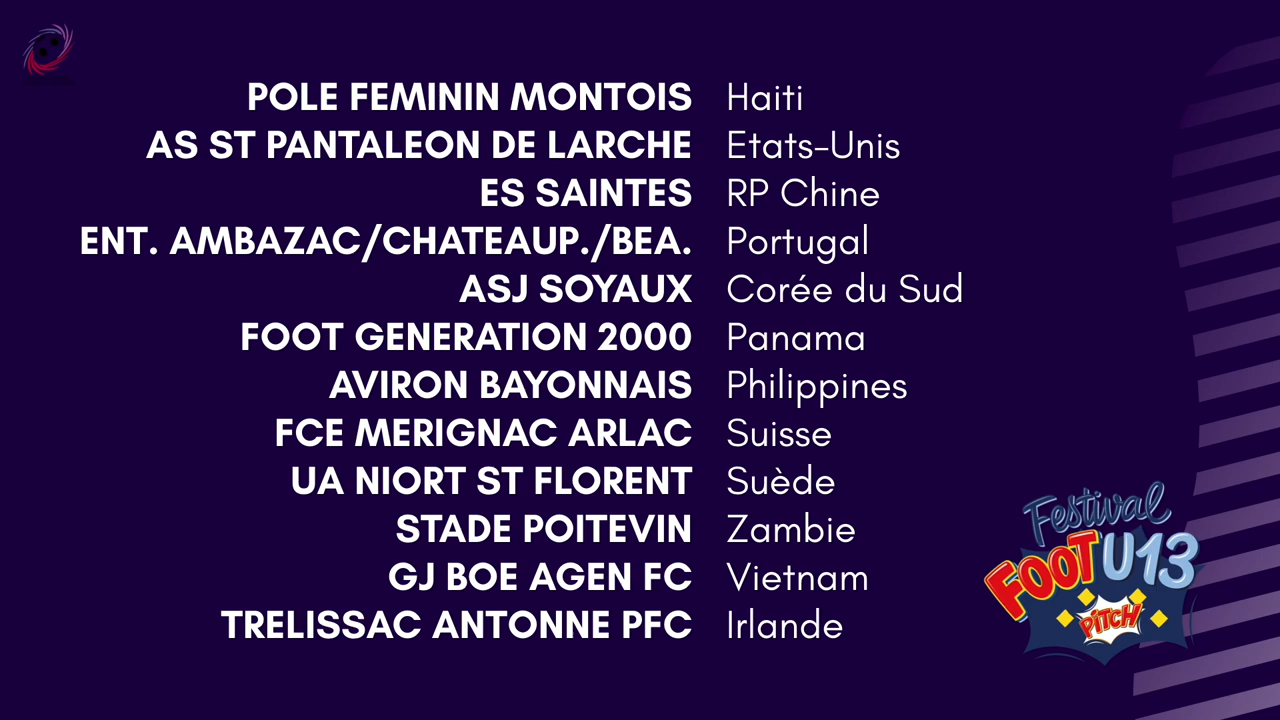 POLE FEMININ MONTOIS Haiti
AS ST PANTALEON DE LARCHE Etats-Unis
ES SAINTES RP Chine
ENT. AMBAZAC/CHATEAUP./BEA. Portugal
ASJ SOYAUX Corée du Sud
FOOT GENERATION 2000 Panama
AVIRON BAYONNAIS Philippines
FCE MERIGNAC ARLAC Suisse
UA NIORT ST FLORENT Suède
STADE POITEVIN Zambie
GJ BOE AGEN FC Vietnam
TRELISSAC ANTONNE PFC Irlande
Festival
FOOT U13
PiTCH